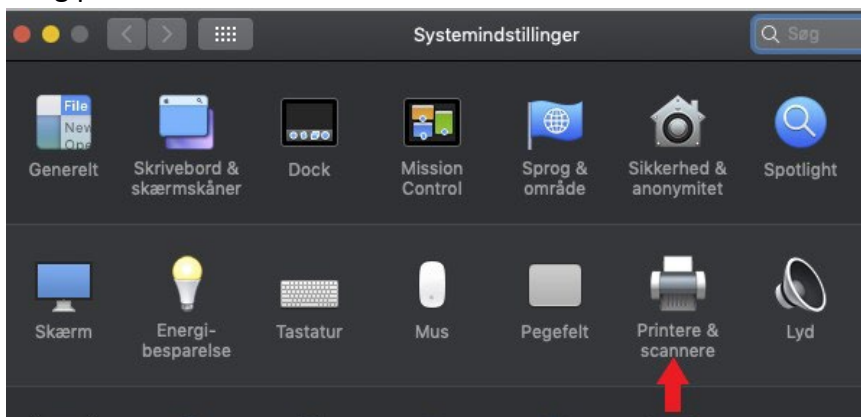 Systemindstillinger
Søg
File
New
Ope
Generelt
Skrivebord &
skærmskåner
Dock
Mission
Control
Sprog &
område
Sikkerhed &
anonymitet
Spotlight
Skærm
Energi-
besparelse
Tastatur
Mus
Pegefelt
Printere &
scannere
Lyd